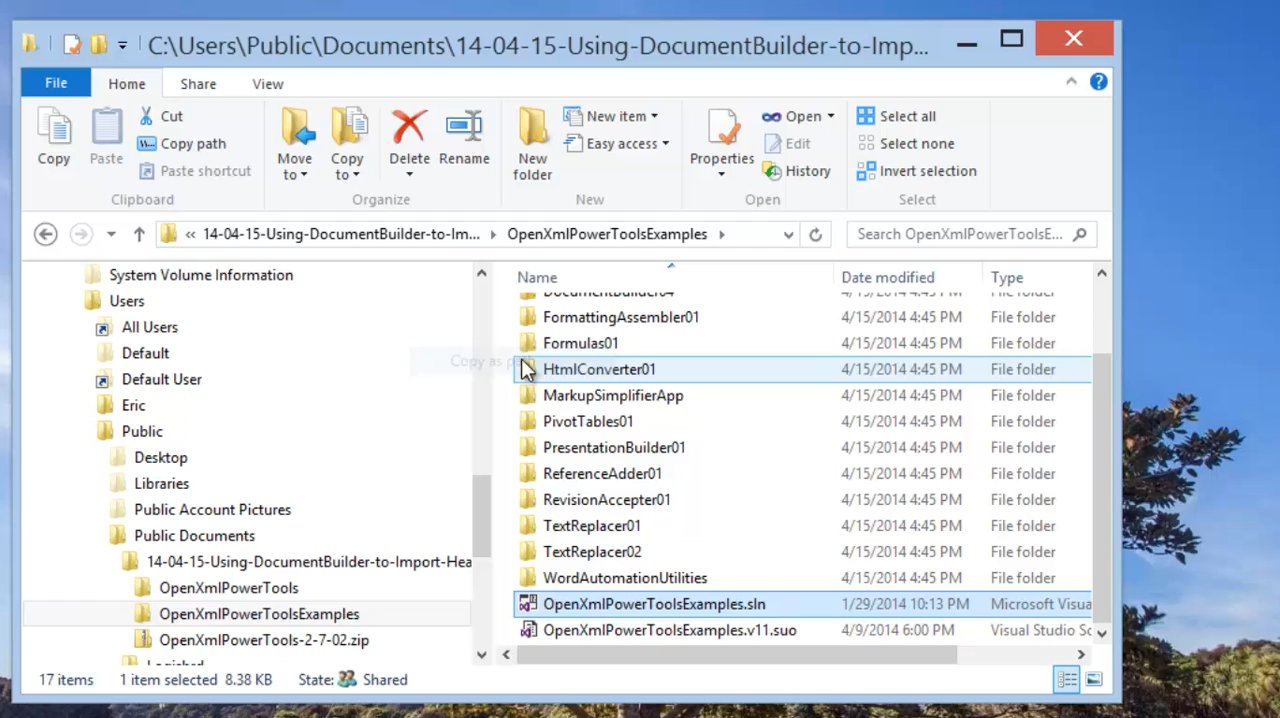 C:\Users\Public\Documents\14-04-15-Using-DocumentBuilder-to-Imp...
File Home Share View
Copy
Paste
Cut
Copy path
Paste shortcut
Clipboard
Move to
Copy to
Delete
Rename
Organize
New folder
New item
Easy access
New
Properties
Open
Edit
History
Open
Select all
Select none
Invert selection
Select
« 14-04-15-Using-DocumentBuilder-to-Im... OpenXmlPowerToolsExamples
Search OpenXmlPowerToolsE...
System Volume Information
Users
All Users
Default
Default User
Eric
Public
Desktop
Libraries
Public Account Pictures
Public Documents
14-04-15-Using-DocumentBuilder-to-Import-Hea
OpenXmlPowerTools
OpenXmlPowerToolsExamples
OpenXmlPowerTools-2-7-02.zip
Name Date modified Type
DocumentBuilder04 4/15/2014 4:45 PM File folder
FormattingAssembler01 4/15/2014 4:45 PM File folder
Formulas01 4/15/2014 4:45 PM File folder
Copy as
HtmlConverter01 4/15/2014 4:45 PM File folder
MarkupSimplifierApp 4/15/2014 4:45 PM File folder
PivotTables01 4/15/2014 4:45 PM File folder
PresentationBuilder01 4/15/2014 4:45 PM File folder
ReferenceAdder01 4/15/2014 4:45 PM File folder
RevisionAccepter01 4/15/2014 4:45 PM File folder
TextReplacer01 4/15/2014 4:45 PM File folder
TextReplacer02 4/15/2014 4:45 PM File folder
WordAutomationUtilities 4/15/2014 4:45 PM File folder
OpenXmlPowerToolsExamples.sln 1/29/2014 10:13 PM Microsoft Visua
OpenXmlPowerToolsExamples.v11.suo 4/9/2014 6:00 PM Visual Studio Sc
17 items 1 item selected 8.38 KB State: Shared